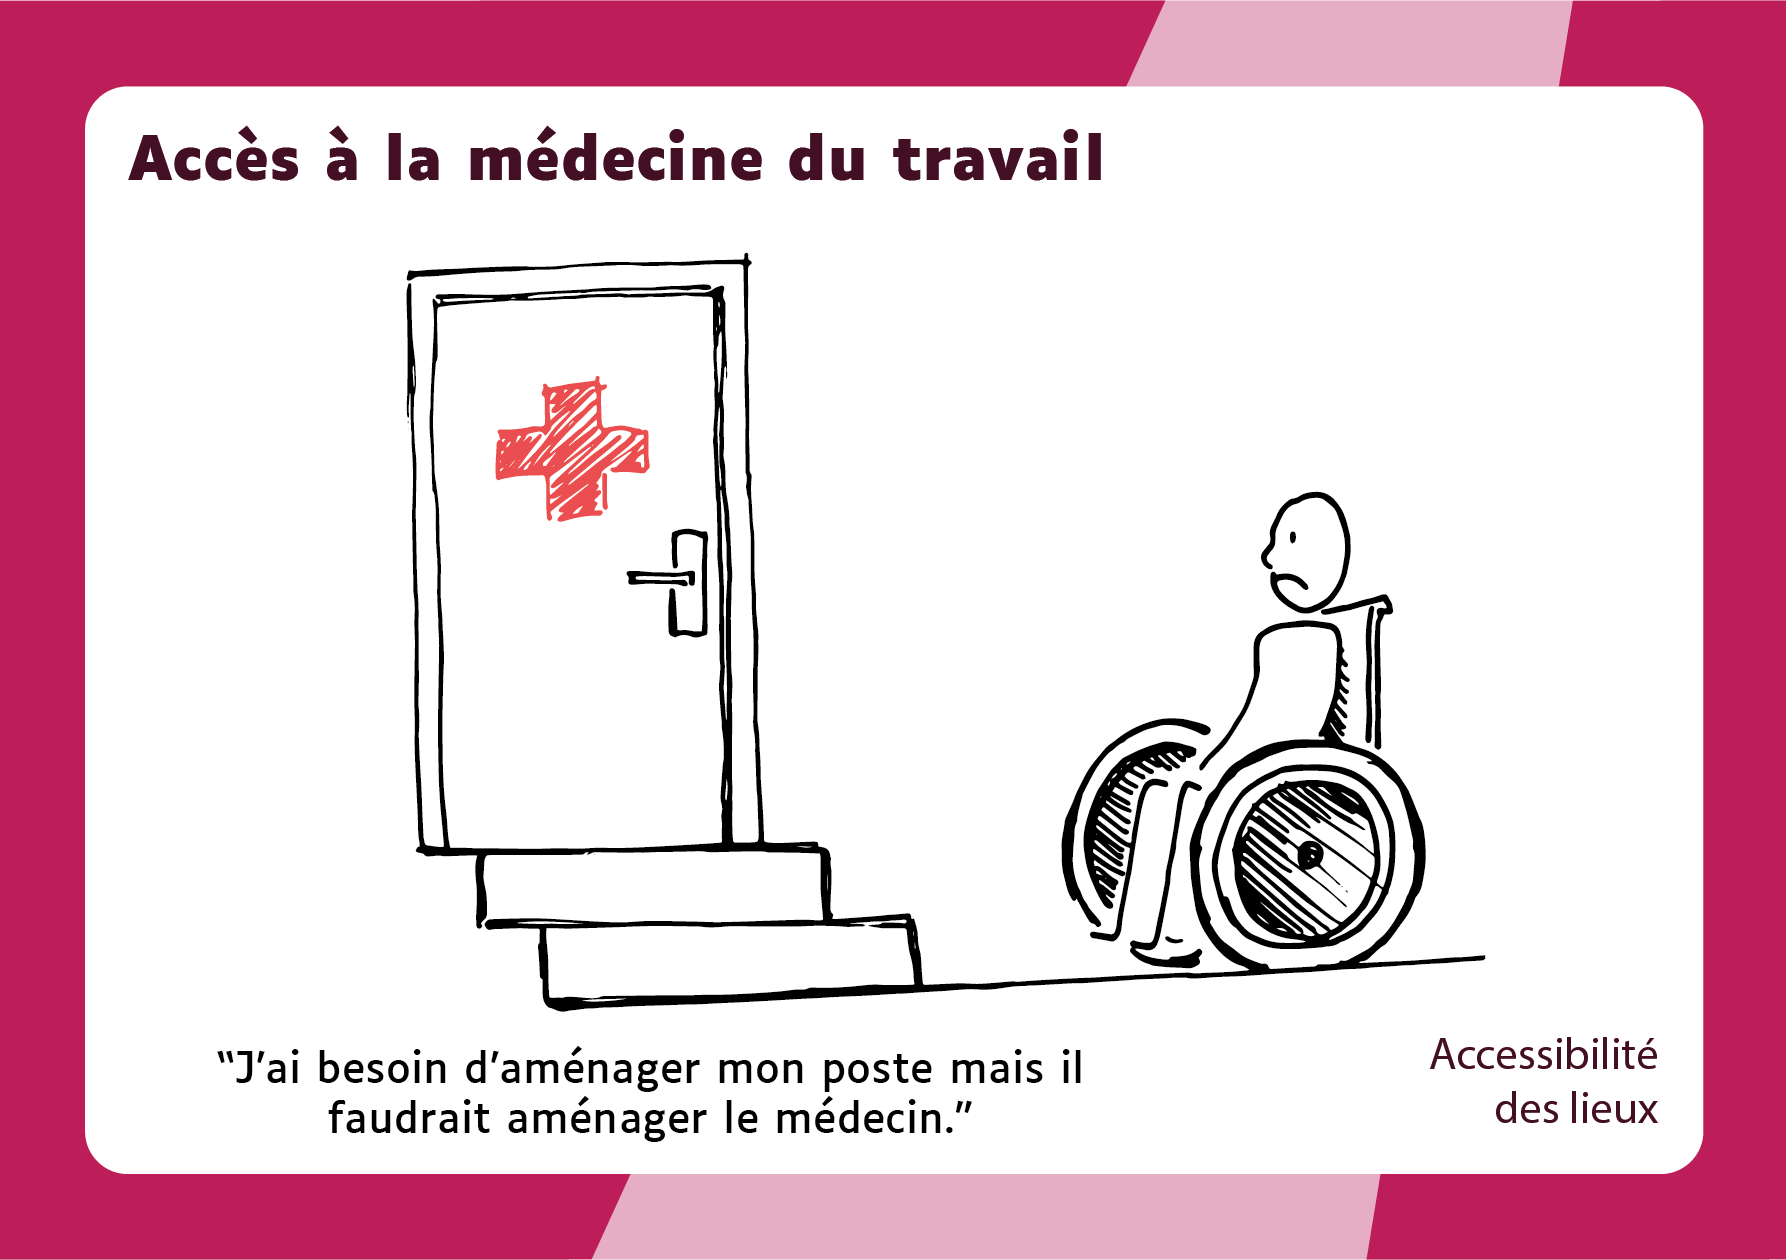 Accès à la médecine du travail
“J’ai besoin d’aménager mon poste mais il
faudrait aménager le médecin.”
Accessibilité
des lieux